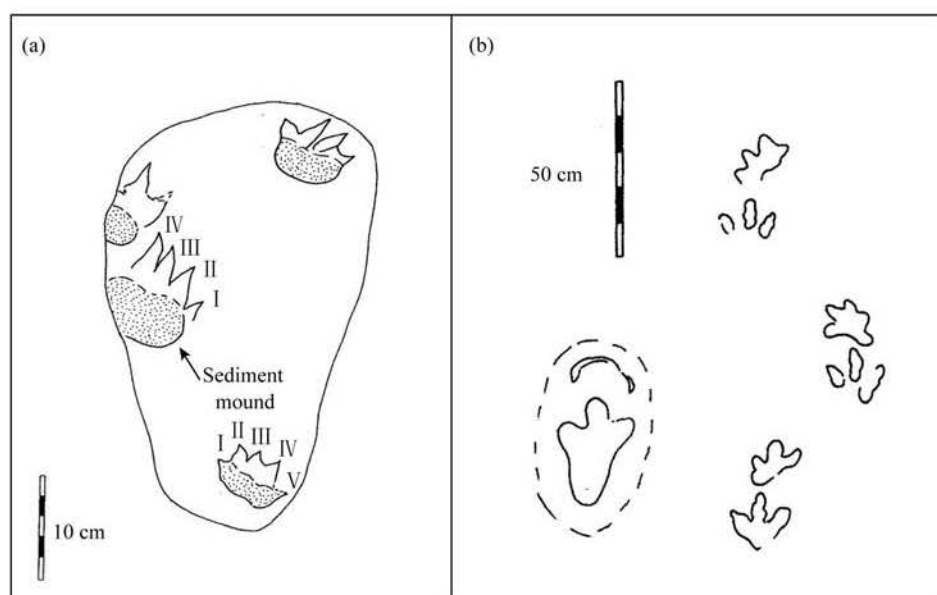 (a)
IV
III
II
I
Sediment
mound
II III IV
I
V
10 cm
(b)
50 cm